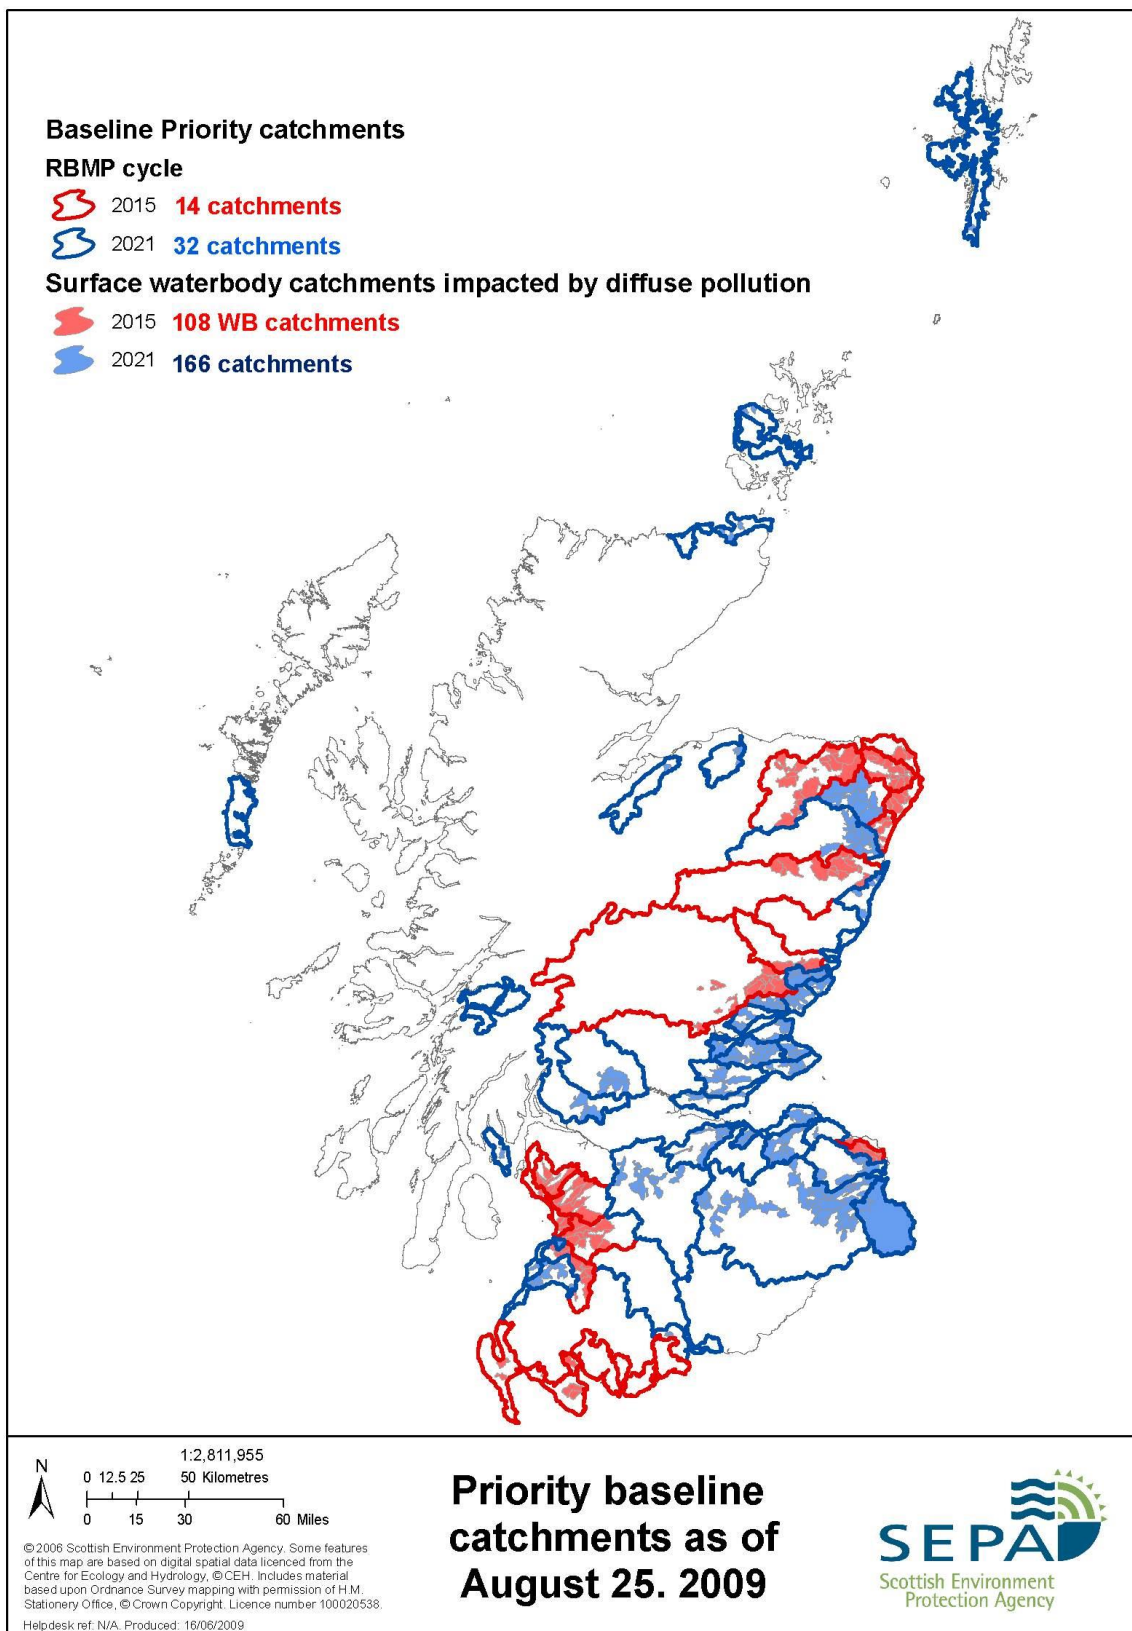 Baseline Priority catchments
RBMP cycle
2015 14 catchments
2021 32 catchments
Surface waterbody catchments impacted by diffuse pollution
2015 108 WB catchments
2021 166 catchments
N
1:2,811,955
0 12.5 25 50 Kilometres
0 15 30 60 Miles
© 2006 Scottish Environment Protection Agency. Some features
of this map are based on digital spatial data licenced from the
Centre for Ecology and Hydrology, © CEH. Includes material
based upon Ordnance Survey mapping with permission of H.M.
Stationery Office, © Crown Copyright. Licence number 100020538.
Helpdesk ref: N/A. Produced: 16/06/2009
Priority baseline
catchments as of
August 25. 2009
SEPA
Scottish Environment
Protection Agency